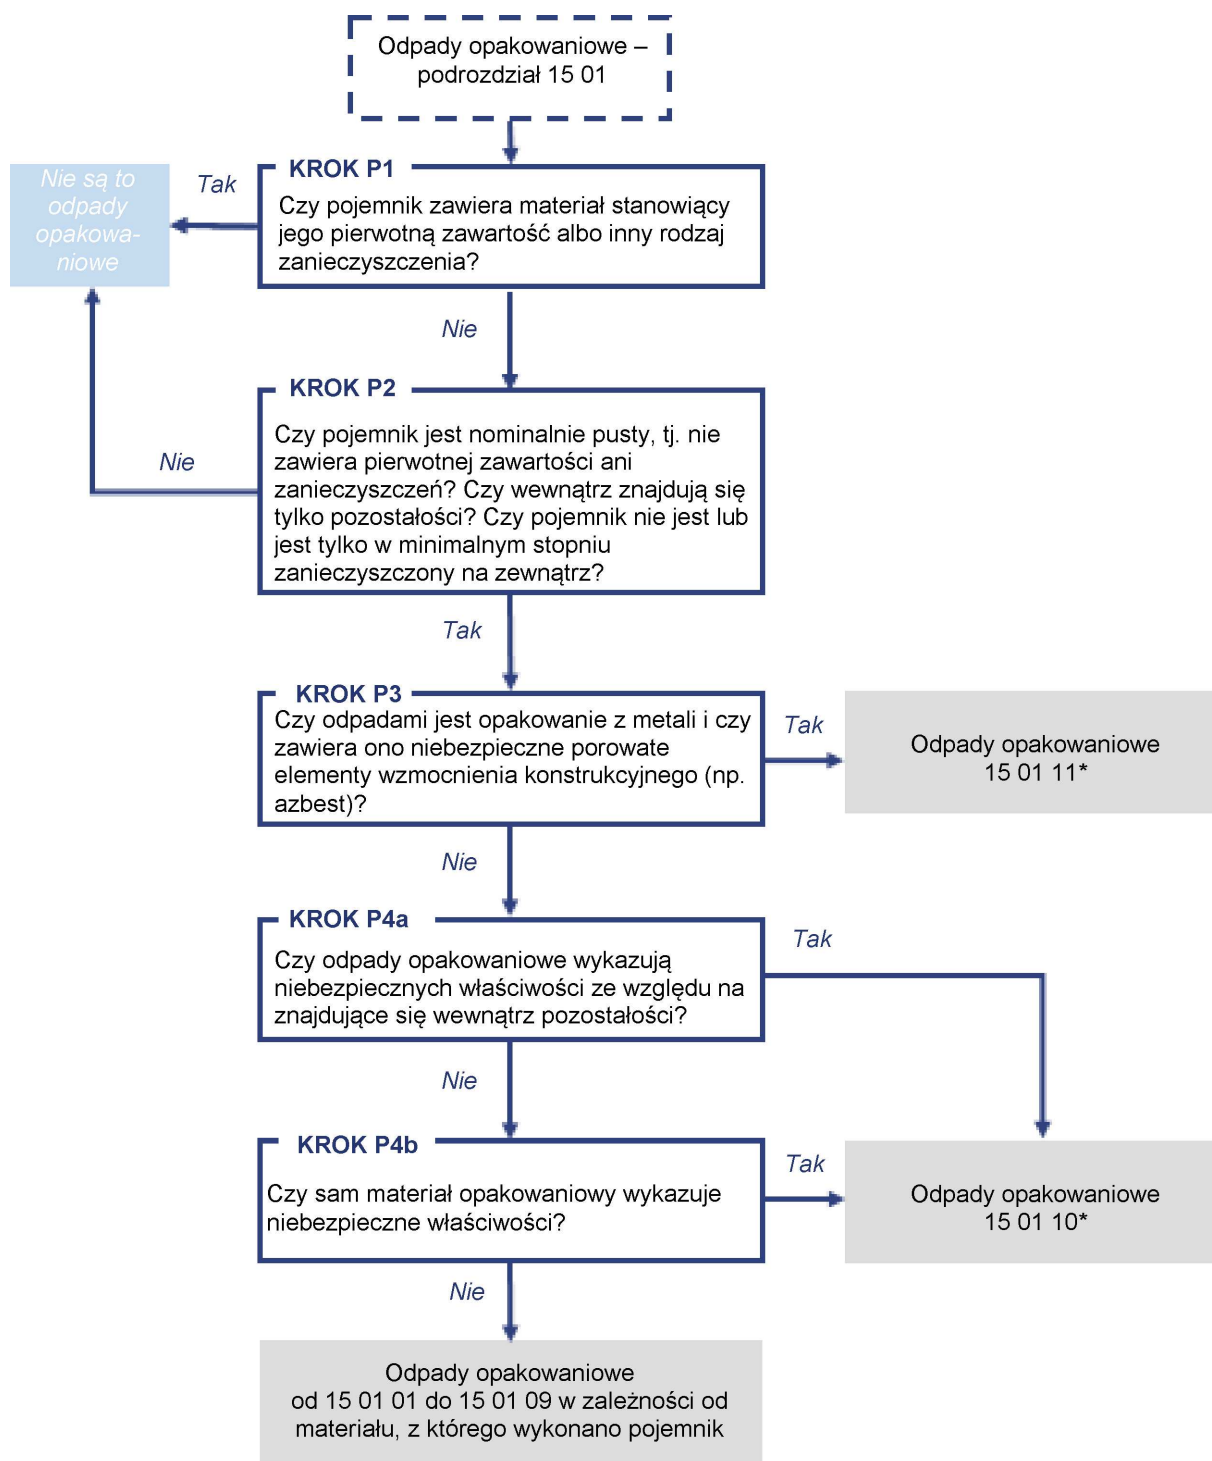 Odpady opakowaniowe –
podrozdział 15 01
Nie są to
odpady
opakowa-
niowe
Tak
KROK P1
Czy pojemnik zawiera materiał stanowiący
jego pierwotną zawartość albo inny rodzaj
zanieczyszczenia?
Nie
KROK P2
Czy pojemnik jest nominalnie pusty, tj. nie
zawiera pierwotnej zawartości ani
zanieczyszczeń? Czy wewnątrz znajdują się
tylko pozostałości? Czy pojemnik nie jest lub
jest tylko w minimalnym stopniu
zanieczyszczony na zewnątrz?
Nie
Tak
KROK P3
Czy odpadami jest opakowanie z metali i czy
zawiera ono niebezpieczne porowate
elementy wzmocnienia konstrukcyjnego (np.
azbest)?
Tak
Odpady opakowaniowe
15 01 11*
Nie
KROK P4a
Czy odpady opakowaniowe wykazują
niebezpiecznych właściwości ze względu na
znajdujące się wewnątrz pozostałości?
Tak
Nie
KROK P4b
Czy sam materiał opakowaniowy wykazuje
niebezpieczne właściwości?
Tak
Odpady opakowaniowe
15 01 10*
Nie
Odpady opakowaniowe
od 15 01 01 do 15 01 09 w zależności od
materiału, z którego wykonano pojemnik